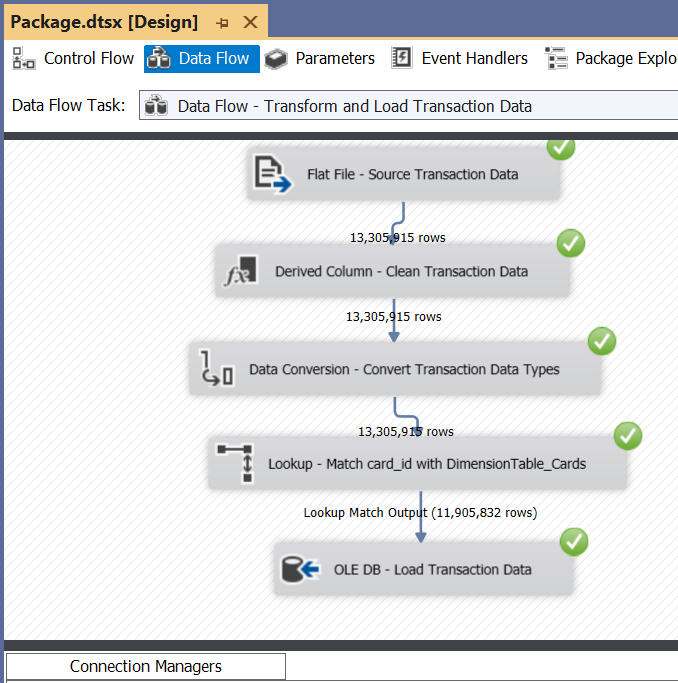 Package.dtsx [Design]
Control Flow
Data Flow
Parameters
Event Handlers
Package Explo
Data Flow Task:
Data Flow - Transform and Load Transaction Data
Flat File - Source Transaction Data
13,305,915 rows
fx
Derived Column - Clean Transaction Data
13,305,915 rows
Data Conversion - Convert Transaction Data Types
13,305,915 rows
Lookup - Match card_id with DimensionTable_Cards
Lookup Match Output (11,905,832 rows)
OLE DB - Load Transaction Data
Connection Managers